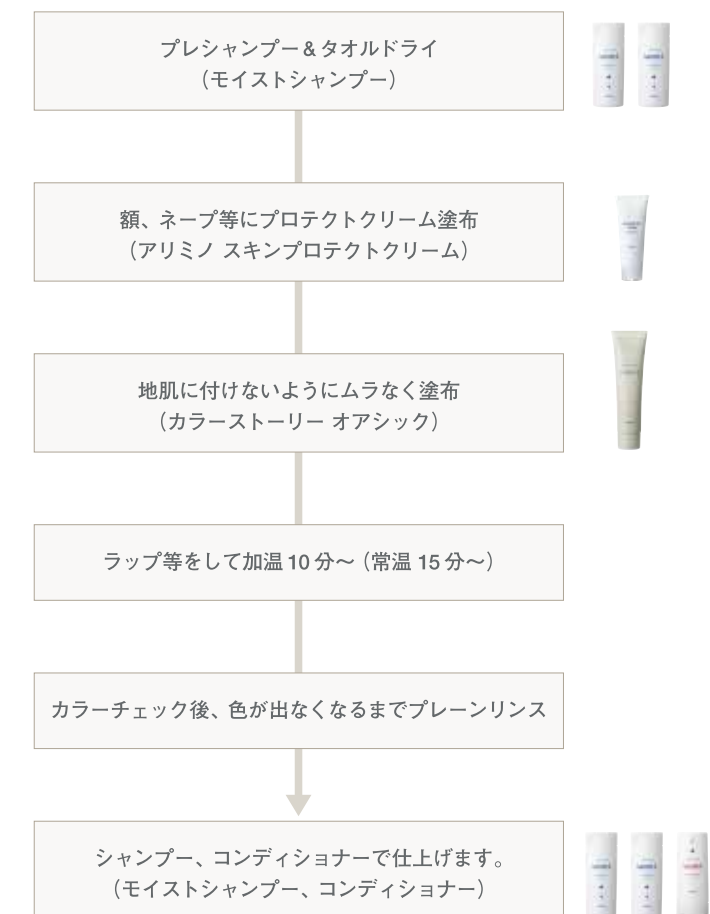 プレシャンプー＆タオルドライ
（モイストシャンプー）
額、ネープ等にプロテクトクリーム塗布
（アリミノ スキンプロテクトクリーム）
地肌に付けないようにムラなく塗布
（カラーストーリー オアシック）
ラップ等をして加温10分〜（常温15分〜）
カラーチェック後、色が出なくなるまでプレーンリンス
シャンプー、コンディショナーで仕上げます。
（モイストシャンプー、コンディショナー）